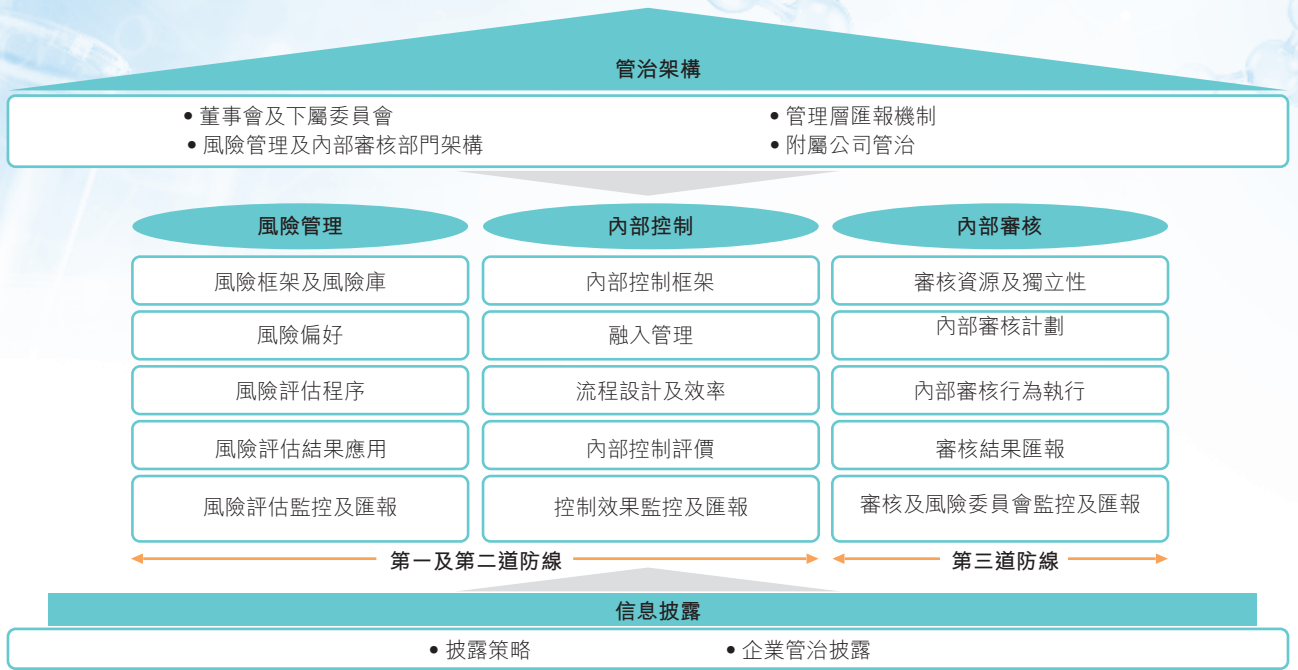 管治架構
• 董事會及下屬委員會
• 管理層匯報機制
• 風險管理及內部審核部門架構
• 附屬公司管治
風險管理
內部控制
內部審核
風險框架及風險庫
內部控制框架
審核資源及獨立性
風險偏好
融入管理
內部審核計劃
風險評估程序
流程設計及效率
內部審核行為執行
風險評估結果應用
內部控制評價
審核結果匯報
風險評估監控及匯報
控制效果監控及匯報
審核及風險委員會監控及匯報
第一及第二道防線
第三道防線
信息披露
• 披露策略
• 企業管治披露